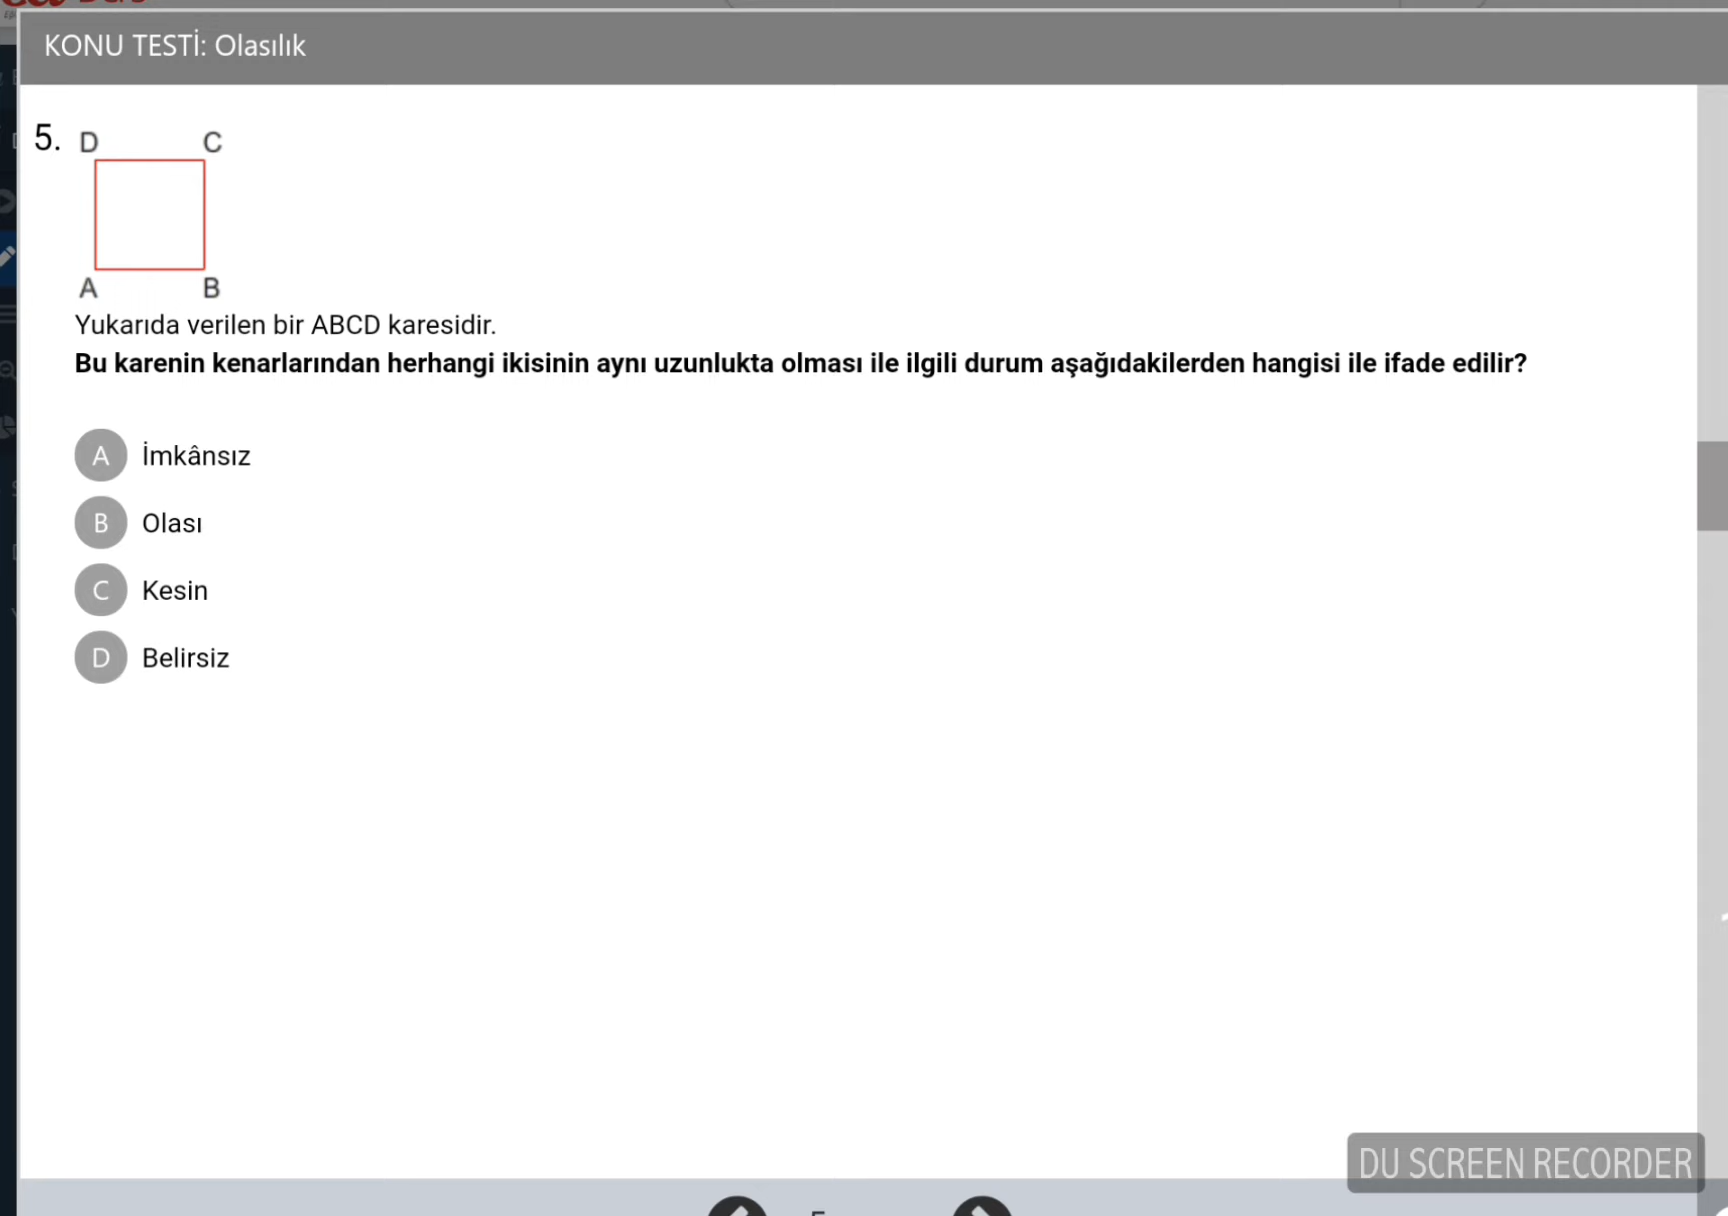 KONU TESTİ: Olasılık
5. D C
A B
Yukarıda verilen bir ABCD karesidir.
Bu karenin kenarlarından herhangi ikisinin aynı uzunlukta olması ile ilgili durum aşağıdakilerden hangisi ile ifade edilir?
A İmkânsız
B Olası
C Kesin
D Belirsiz
DU SCREEN RECORDER